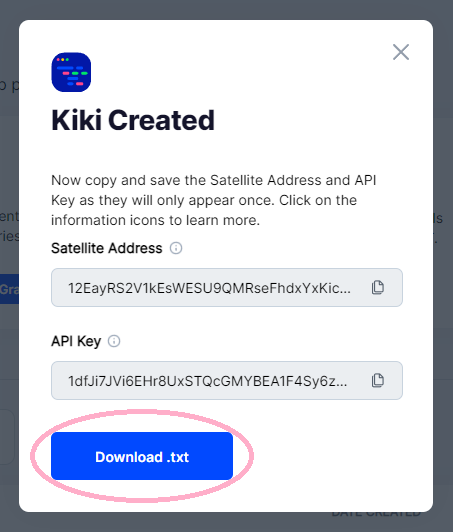 Kiki Created
Now copy and save the Satellite Address and API
Key as they will only appear once. Click on the
information icons to learn more.
Satellite Address
12EayRS2V1kEsWESU9QMRseFhdxYxKic...
API Key
1dfJi7JVi6EHr8UxSTQcGMYBEA1F4Sy6z...
Download .txt
DATE CREATED